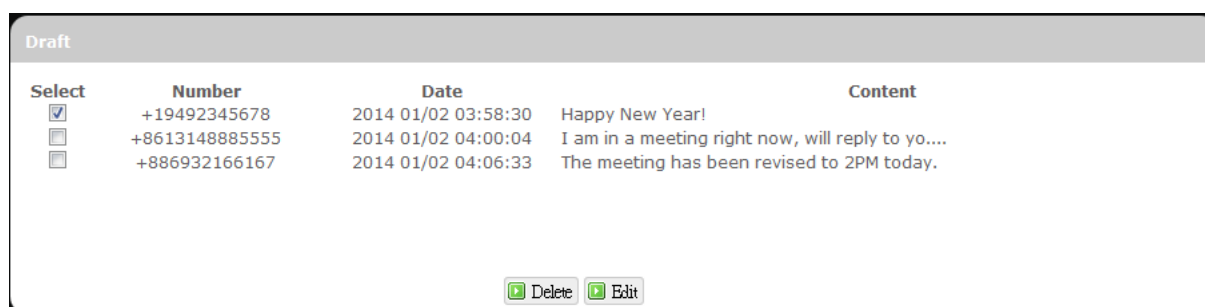 Draft
Select Number Date Content
+19492345678 2014 01/02 03:58:30 Happy New Year!
+8613148885555 2014 01/02 04:00:04 I am in a meeting right now, will reply to yo....
+886932166167 2014 01/02 04:06:33 The meeting has been revised to 2PM today.
Delete Edit